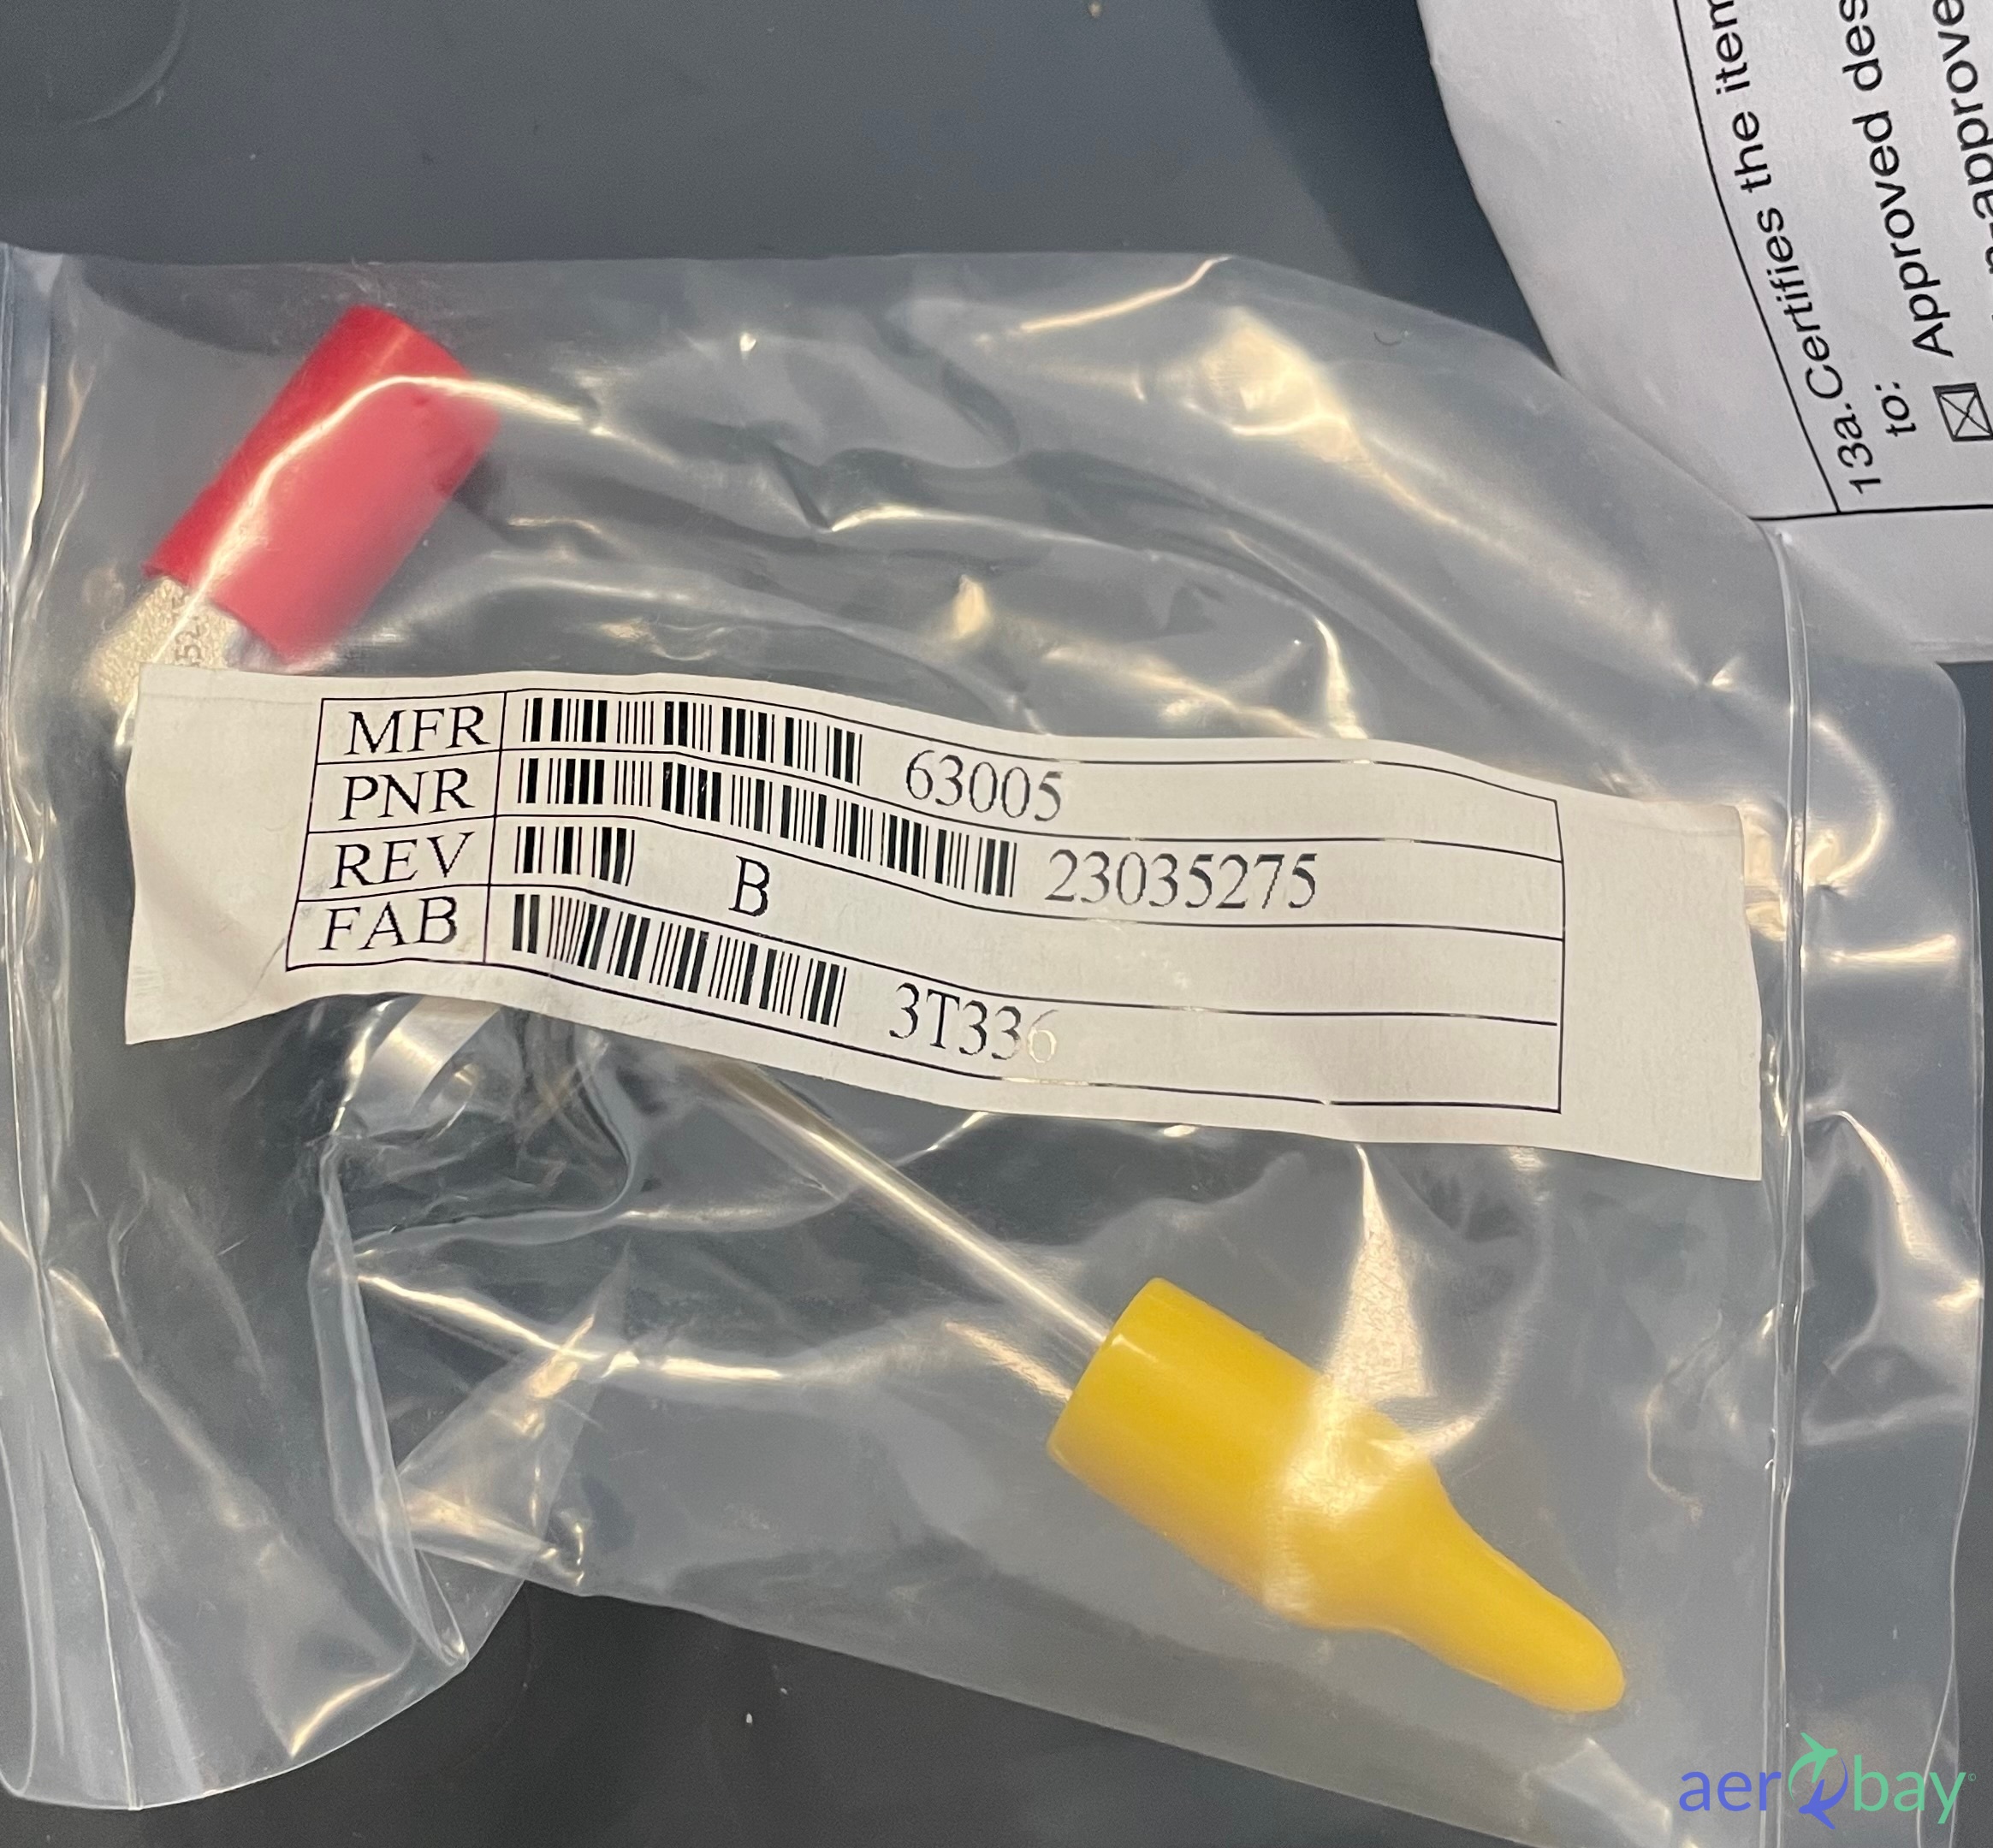 13a. Certifies the item
to:
☒ Approved des
MFR 63005
PNR 23035275
REV B
FAB 3T336
aerobay